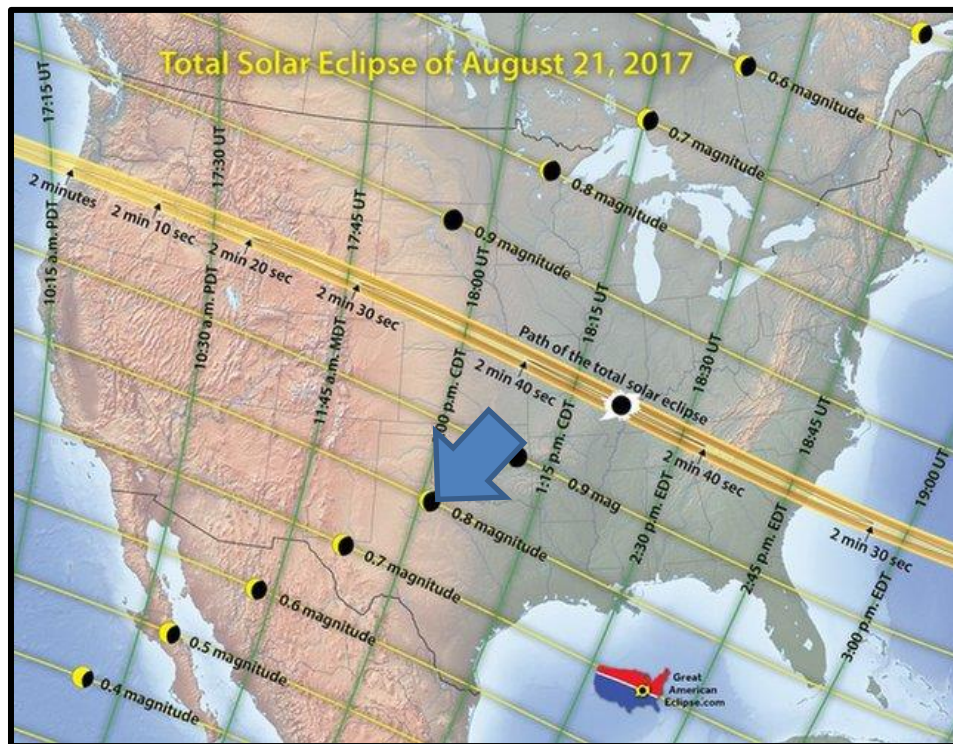 Total Solar Eclipse of August 21, 2017
0.6 magnitude
0.7 magnitude
0.8 magnitude
0.9 magnitude
17:15 UT
17:30 UT
17:45 UT
18:00 UT
18:15 UT
18:30 UT
18:45 UT
19:00 UT
2 minutes
2 min 10 sec
2 min 20 sec
2 min 30 sec
2 min 40 sec
Path of the total solar eclipse
2 min 40 sec
2 min 30 sec
10:15 a.m. PDT
10:30 a.m. PDT
11:45 a.m. MDT
:00 p.m. CDT
1:15 p.m. CDT
2:30 p.m. EDT
2:45 p.m. EDT
3:00 p.m. EDT
0.9 mag
0.8 magnitude
0.7 magnitude
0.6 magnitude
0.5 magnitude
0.4 magnitude
Great
American
Eclipse.com